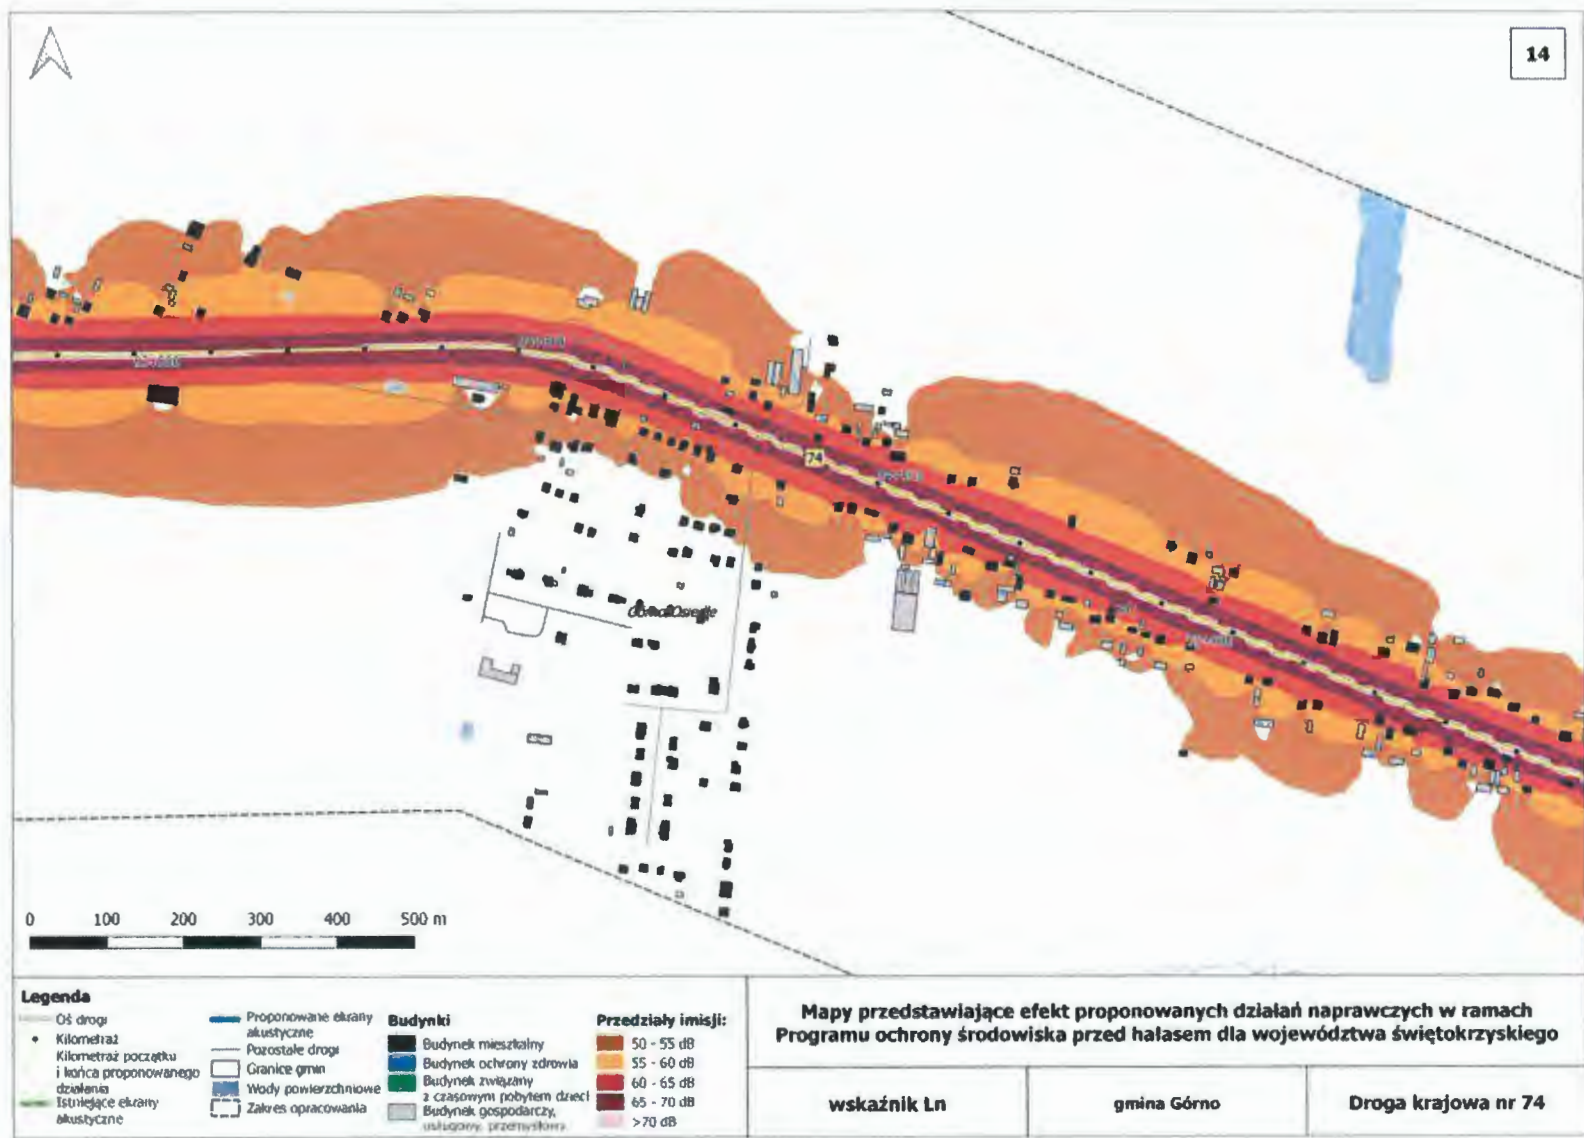 14
74
0 100 200 300 400 500 m
Legenda
Oś drogi
Kilometraż
Kilometraż początku
i końca proponowanego
działania
Istniejące ekrany
akustyczne
Proponowane ekrany
akustyczne
Pozostałe drogi
Granice gmin
Wody powierzchniowe
Zakres opracowania
Budynki
Budynek mieszkalny
Budynek ochrony zdrowia
Budynek związany
z czasowym pobytem dzieci
Budynek gospodarczy,
usługowy, przemysłowy
Przedziały imisji:
50 - 55 dB
55 - 60 dB
60 - 65 dB
65 - 70 dB
>70 dB
Mapy przedstawiające efekt proponowanych działań naprawczych w ramach
Programu ochrony środowiska przed hałasem dla województwa świętokrzyskiego
wskaźnik Ln
gmina Górno
Droga krajowa nr 74